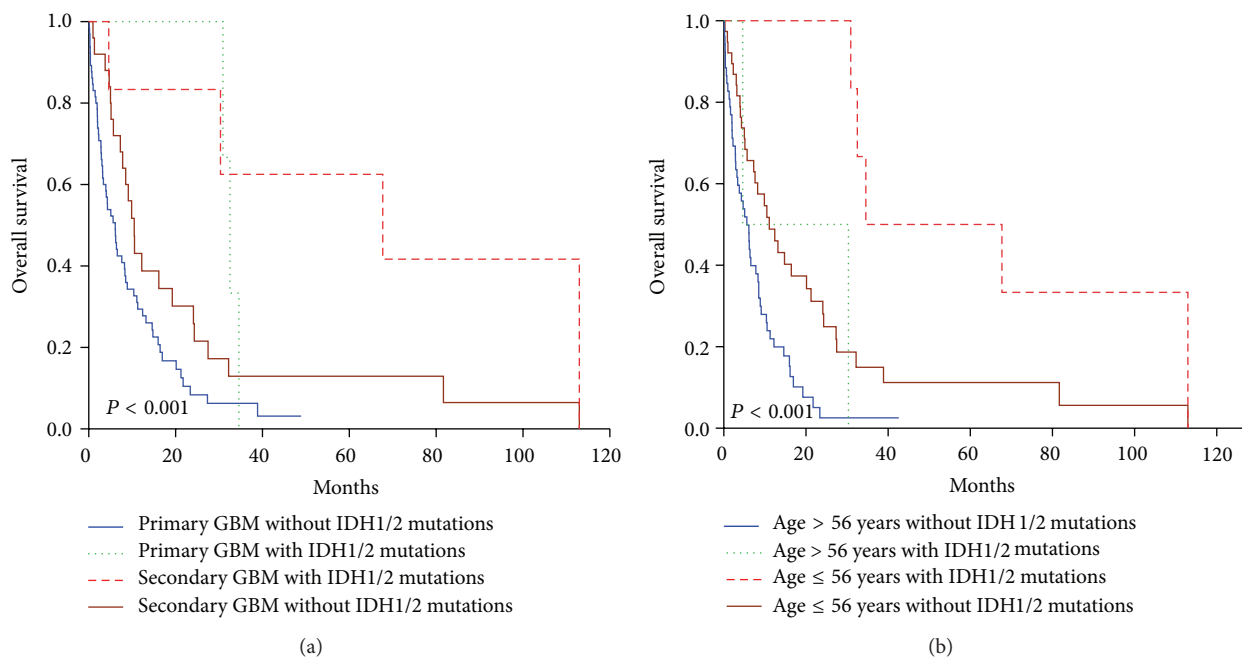 1.0
0.8
0.6
0.4
0.2
0.0
Overall survival
P < 0.001
0 20 40 60 80 100 120
Months
Primary GBM without IDH1/2 mutations
Primary GBM with IDH1/2 mutations
Secondary GBM with IDH1/2 mutations
Secondary GBM without IDH1/2 mutations
(a)
1.0
0.8
0.6
0.4
0.2
0.0
Overall survival
P < 0.001
0 20 40 60 80 100 120
Months
Age > 56 years without IDH 1/2 mutations
Age > 56 years with IDH1/2 mutations
Age ≤ 56 years with IDH1/2 mutations
Age ≤ 56 years without IDH1/2 mutations
(b)